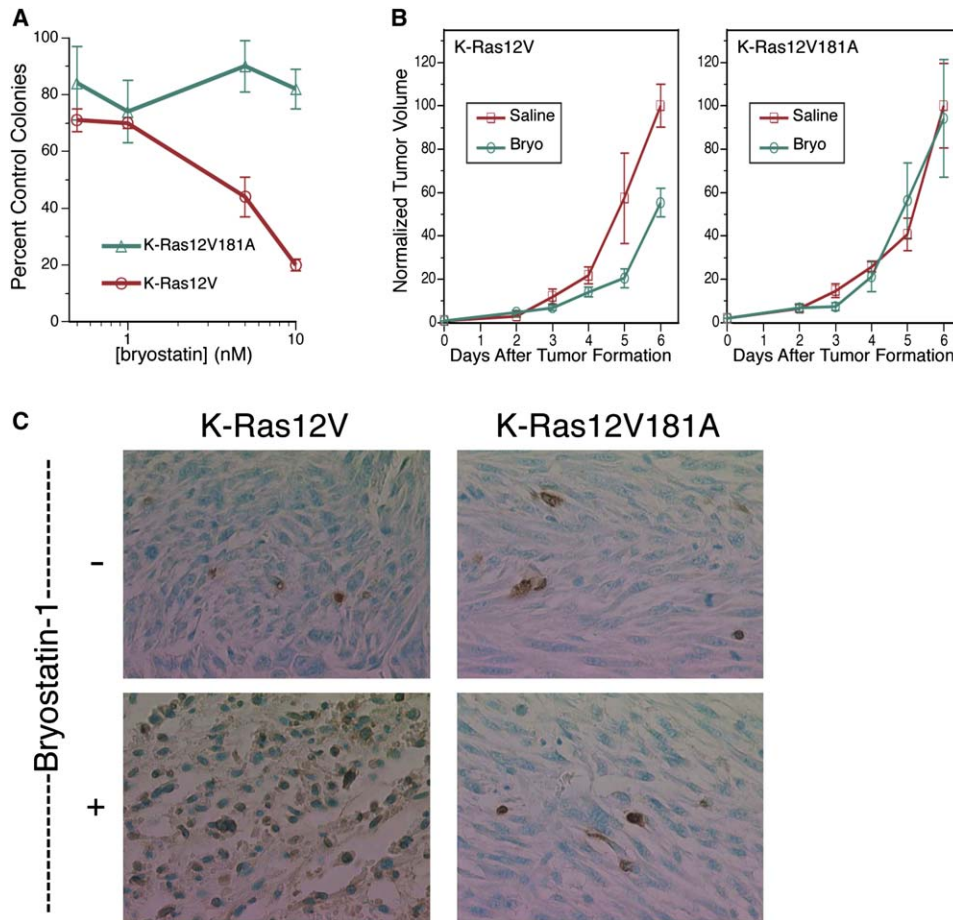 A
100
80
60
40
20
0
Percent Control Colonies
K-Ras12V181A
K-Ras12V
1
10
[bryostatin] (nM)
B
K-Ras12V
Saline
Bryo
120
100
80
60
40
20
0
Normalized Tumor Volume
0 1 2 3 4 5 6
Days After Tumor Formation
K-Ras12V181A
Saline
Bryo
120
100
80
60
40
20
0
0 1 2 3 4 5 6
Days After Tumor Formation
C
K-Ras12V
K-Ras12V181A
Bryostatin-1
-
+